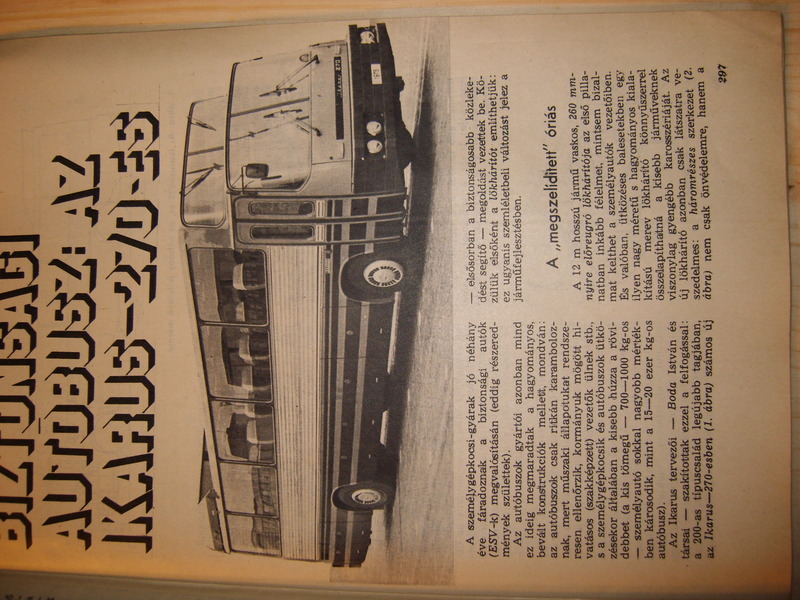 BIZTONSÁGI
AUTÓBUSZ: AZ
IKARUS-270-ES
A személygépkocsi-gyárak jó néhány
éve fáradoznak a biztonsági autók
(ESV-k) megvalósításán (eddig részered-
mények születtek).
Az autóbuszok gyártói azonban mind
ez ideig megmaradtak a hagyományos,
bevált konstrukciók mellett, mondván:
az autóbuszok csak ritkán karamboloz-
nak, mert műszaki állapotukat rendsze-
resen ellenőrzik, kormányuk mögött hi-
vatásos (szakképzett) vezetők ülnek stb.,
s a személygépkocsik és autóbuszok ütkö-
zésekor általában a kisebb húzza a rövi-
debbet (a kis tömegű — 700—1000 kg-os
— személyautó sokkal nagyobb mérték-
ben károsodik, mint a 15—20 ezer kg-os
autóbusz).
Az Ikarus tervezői — Boda István és
társai szakítottak ezzel a felfogással:
a 200-as típuscsalád legújabb tagjában,
az Ikarus—270-esben (1. ábra) számos új
— elsősorban a biztonságosabb közleke-
dést segítő — megoldást vezettek be. Kö-
zülük elsőként a lökhárítót említhetjük:
ez ugyanis szemléletbeli változást jelez a
járműfejlesztésben.
A „megszelídített" óriás
A 12 m hosszú jármű vaskos, 260 mm-
nyire előreugró lökhárítója az első pilla-
natban inkább félelmet, mintsem bizal-
mat kelthet a személyautók vezetőiben.
És valóban, ütközéses balesetekben egy
ilyen nagy méretű s hagyományos kiala-
kítású merev lökhárító könnyűszerrel
összelapíthatná a kisebb járműveknek
viszonylag gyengébb karosszériáját. Az
új lökhárító azonban csak látszatra ve-
szedelmes: a háromrészes szerkezet (2.
ábra) nem csak önvédelemre, hanem a
297